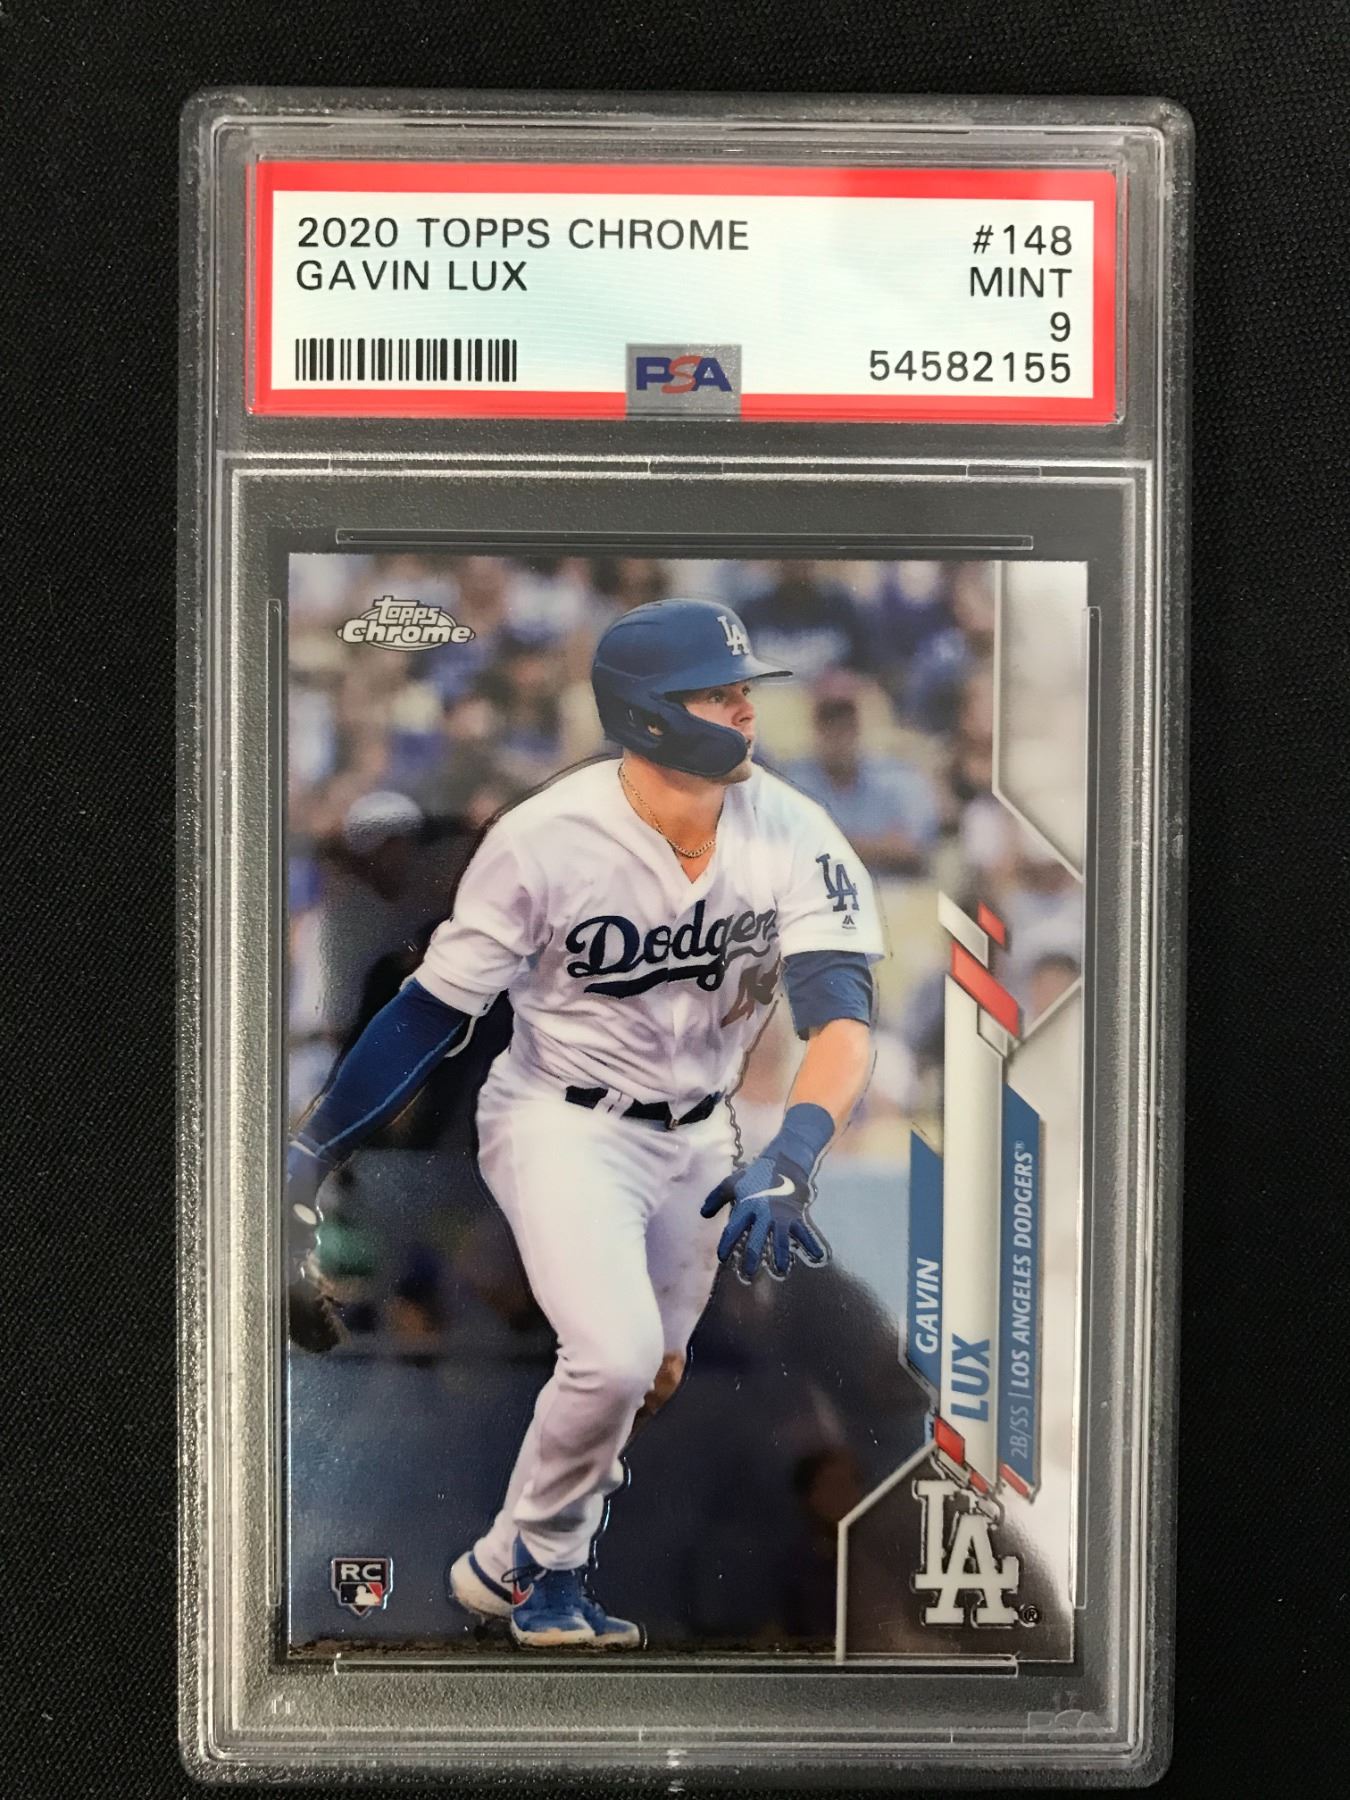 2020 TOPPS CHROME
GAVIN LUX
#148
MINT
9
54582155
PSA
topps
Chrome
LA
LA
Dodgers
GAVIN
LUX
2B/SS | LOS ANGELES DODGERS®
LA®
RC
PSA